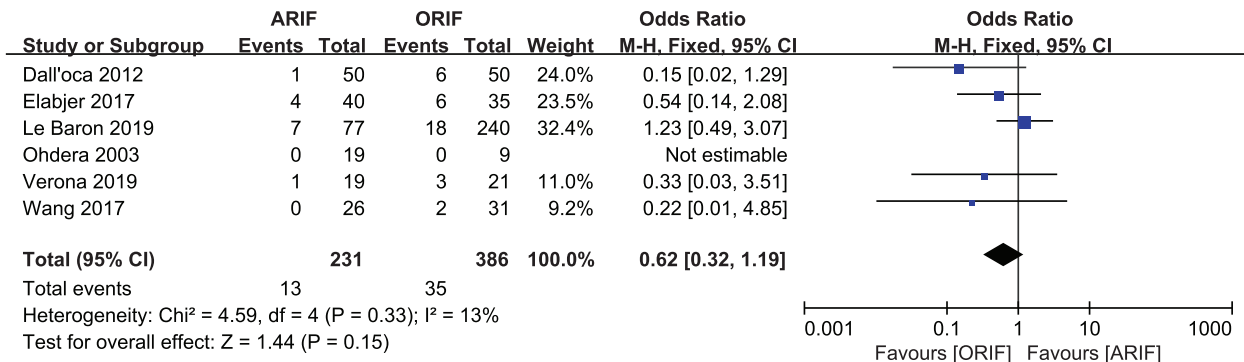 ARIF ORIF Odds Ratio Odds Ratio
Study or Subgroup Events Total Events Total Weight M-H, Fixed, 95% CI M-H, Fixed, 95% CI
Dall'oca 2012 1 50 6 50 24.0% 0.15 [0.02, 1.29]
Elabjer 2017 4 40 6 35 23.5% 0.54 [0.14, 2.08]
Le Baron 2019 7 77 18 240 32.4% 1.23 [0.49, 3.07]
Ohdera 2003 0 19 0 9 Not estimable
Verona 2019 1 19 3 21 11.0% 0.33 [0.03, 3.51]
Wang 2017 0 26 2 31 9.2% 0.22 [0.01, 4.85]
Total (95% CI) 231 386 100.0% 0.62 [0.32, 1.19]
Total events 13 35
Heterogeneity: Chi² = 4.59, df = 4 (P = 0.33); I² = 13%
Test for overall effect: Z = 1.44 (P = 0.15)
0.001 0.1 1 10 1000
Favours [ORIF] Favours [ARIF]